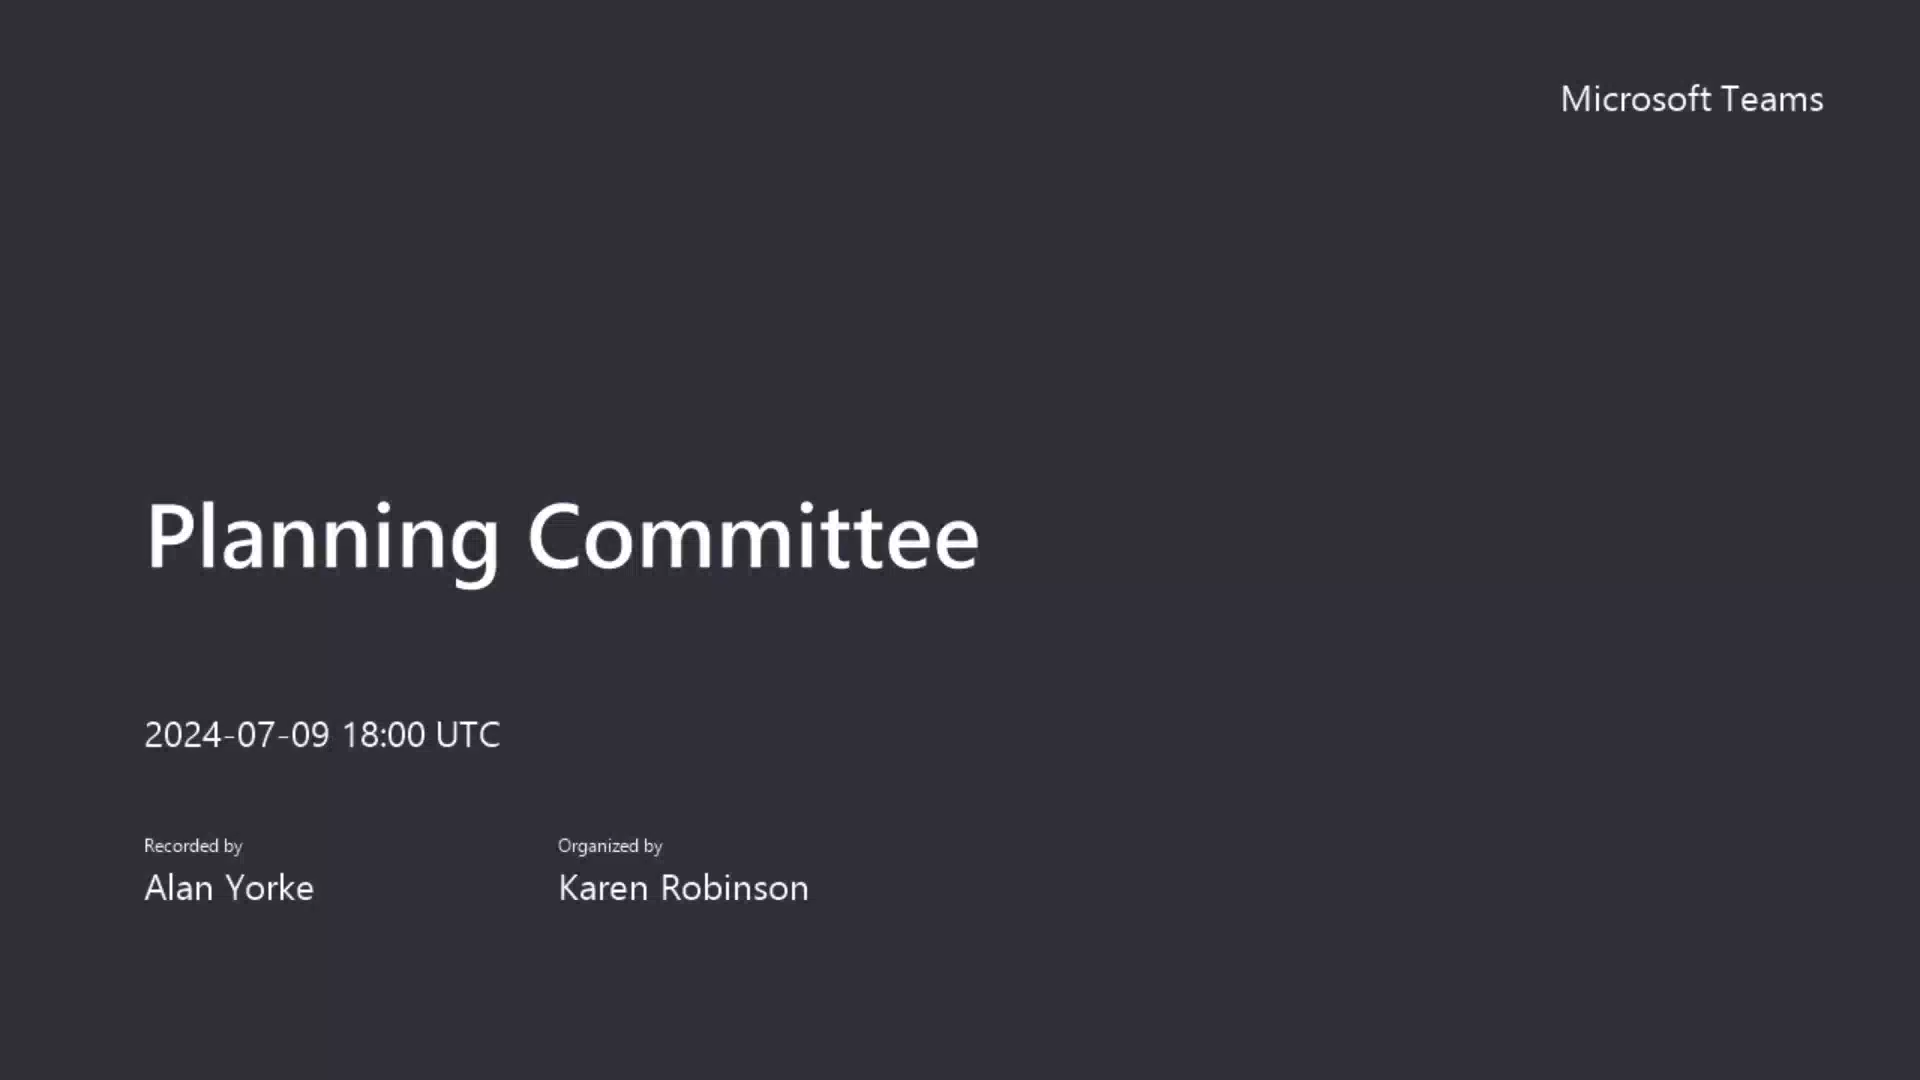 Microsoft Teams
Planning Committee
2024-07-09 18:00 UTC
Recorded by
Alan Yorke
Organized by
Karen Robinson